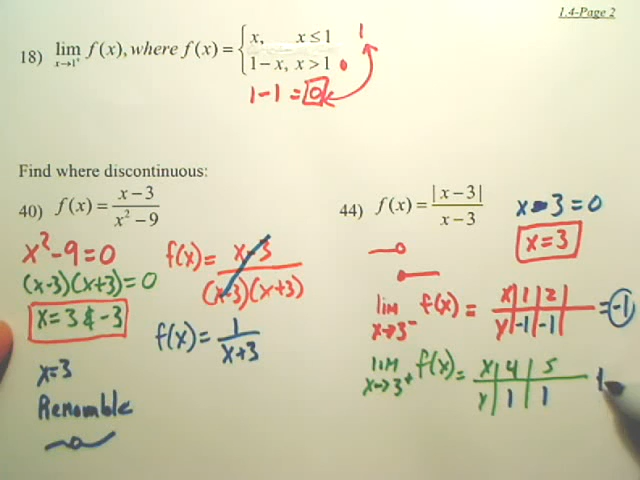 1.4-Page 2
18) lim x→1⁺ f(x), where f(x) = { x, x ≤ 1 1
1−x, x > 1 0
1−1 = 0
Find where discontinuous:
40) f(x) = (x−3)/(x²−9)
x²−9=0
(x-3)(x+3)=0
x=3 & -3
x=3
Removable
f(x) = (x-3)/((x-3)(x+3))
f(x) = 1/(x+3)
44) f(x) = |x−3|/(x−3)
x-3=0
x=3
lim x→3⁻ f(x) = x | 1 | 2 |
y | -1 | -1 | = -1
lim x→3⁺ f(x) = x | 4 | 5
y | 1 | 1 1